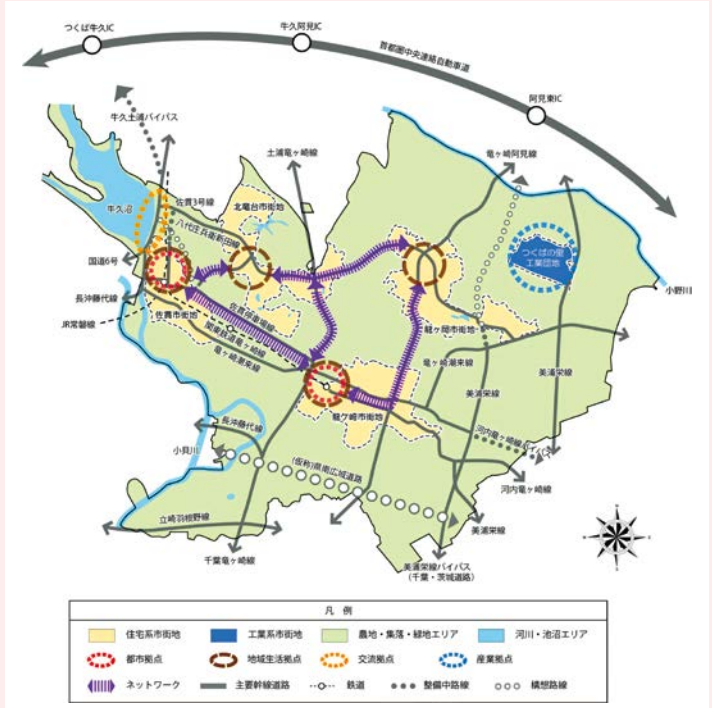 つくば牛久IC
牛久阿見IC
首都圏中央連絡自動車道
阿見東IC
牛久土浦バイパス
土浦竜ヶ崎線
竜ヶ崎阿見線
牛久沼
佐貫3号線
北竜台市街地
八代庄兵衛新田線
つくばの里
工業団地
国道6号
小野川
長沖藤代線
佐貫市街地
佐貫停車場線
龍ケ岡市街地
JR常磐線
関東鉄道竜ヶ崎線
竜ヶ崎潮来線
竜ヶ崎潮来線
美浦栄線
美浦栄線
龍ケ崎市街地
長沖藤代線
河内竜ヶ崎線バイパス
小貝川
(仮称)県南広域道路
河内竜ヶ崎線
立崎羽根野線
美浦栄線
千葉竜ヶ崎線
美浦栄線バイパス
(千葉・茨城道路)
凡 例
住宅系市街地 工業系市街地 農地・集落・緑地エリア 河川・池沼エリア
都市拠点 地域生活拠点 交流拠点 産業拠点
ネットワーク 主要幹線道路 鉄道 整備中路線 構想路線